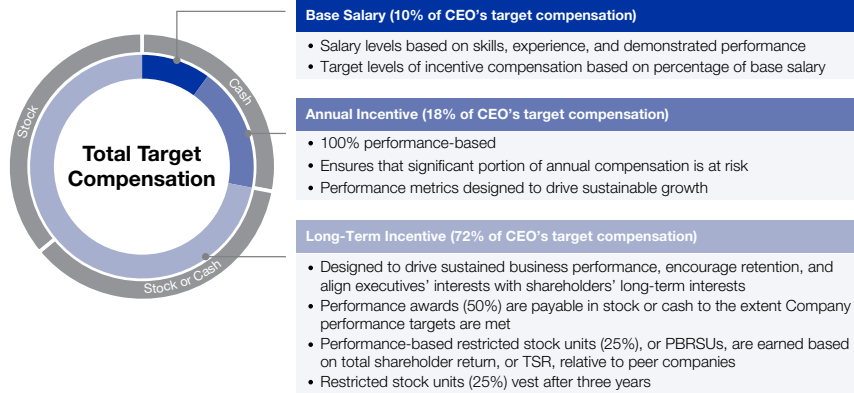 Stock
Cash
Total Target
Compensation
Stock or Cash
Base Salary (10% of CEO's target compensation)
• Salary levels based on skills, experience, and demonstrated performance
• Target levels of incentive compensation based on percentage of base salary
Annual Incentive (18% of CEO's target compensation)
• 100% performance-based
• Ensures that significant portion of annual compensation is at risk
• Performance metrics designed to drive sustainable growth
Long-Term Incentive (72% of CEO's target compensation)
• Designed to drive sustained business performance, encourage retention, and
align executives' interests with shareholders' long-term interests
• Performance awards (50%) are payable in stock or cash to the extent Company
performance targets are met
• Performance-based restricted stock units (25%), or PBRSUs, are earned based
on total shareholder return, or TSR, relative to peer companies
• Restricted stock units (25%) vest after three years